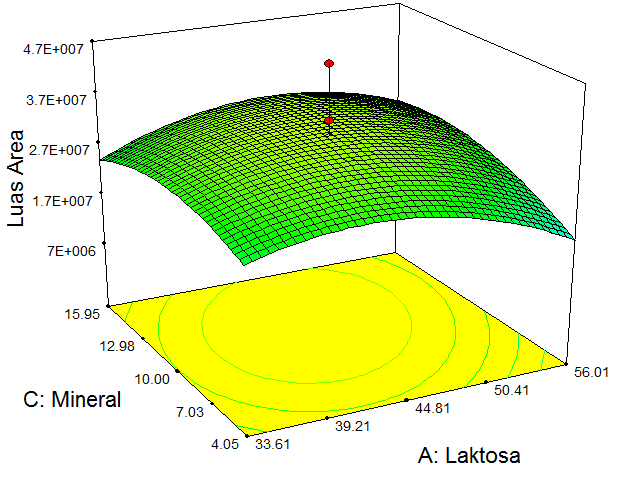 4.7E+007
3.7E+007
2.7E+007
1.7E+007
7E+006
Luas Area
15.95
12.98
10.00
7.03
4.05
C: Mineral
33.61
39.21
44.81
50.41
56.01
A: Laktosa